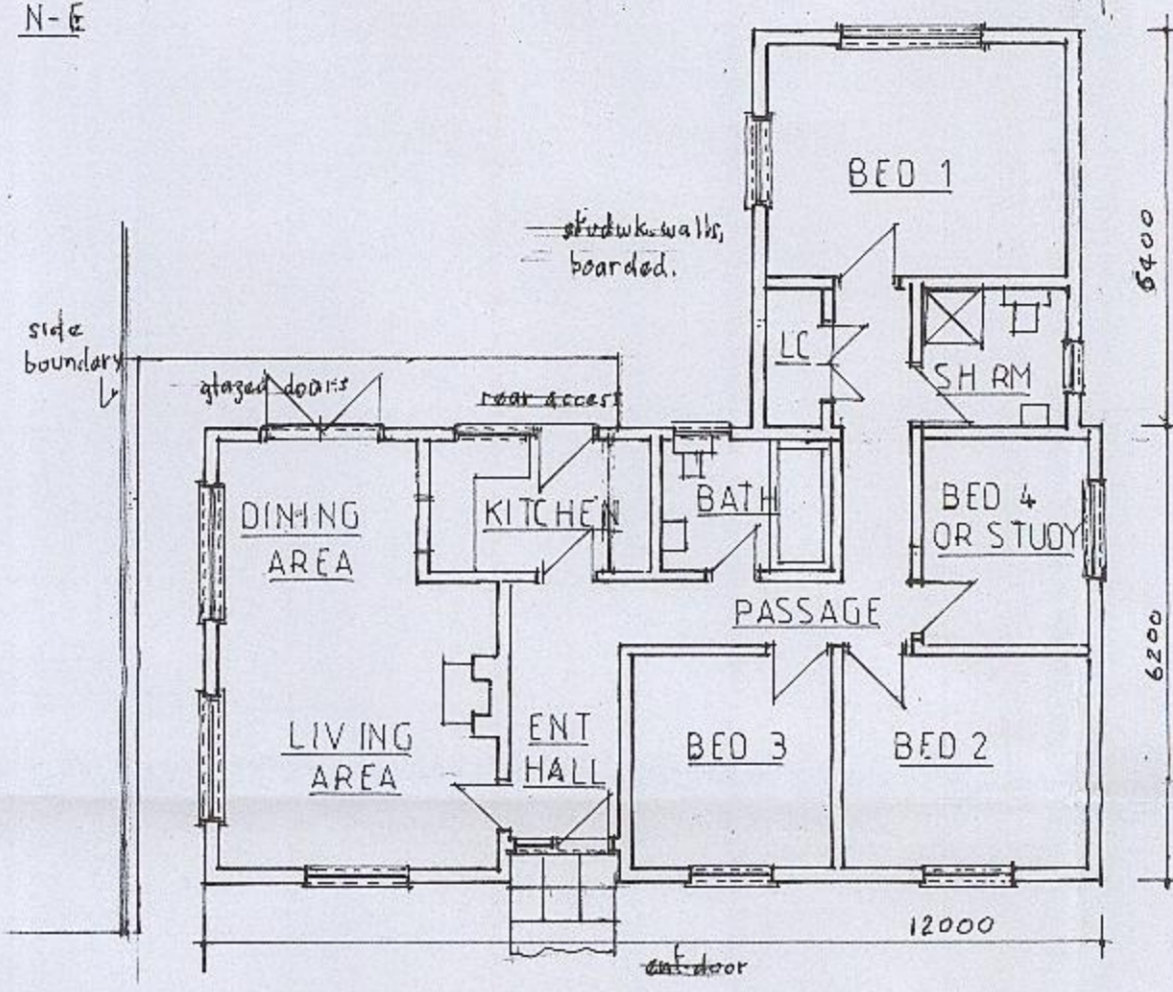 N-E
BED 1
studwk walls,
boarded.
5400
side
boundary
LC
SH RM
glazed doors
rear access
DINING
AREA
KITCHEN
BATH
BED 4
OR STUDY
PASSAGE
6200
LIVING
AREA
ENT
HALL
BED 3
BED 2
12000
ent door